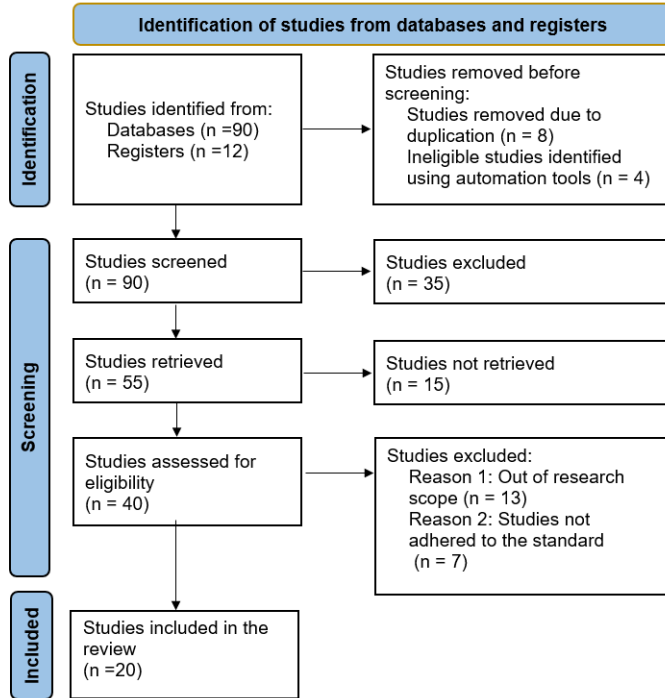 Identification of studies from databases and registers
Identification
Studies identified from:
Databases (n =90)
Registers (n =12)
Studies removed before
screening:
Studies removed due to
duplication (n = 8)
Ineligible studies identified
using automation tools (n = 4)
Screening
Studies screened
(n = 90)
Studies excluded
(n = 35)
Studies retrieved
(n = 55)
Studies not retrieved
(n = 15)
Studies assessed for
eligibility
(n = 40)
Studies excluded:
Reason 1: Out of research
scope (n = 13)
Reason 2: Studies not
adhered to the standard
(n = 7)
Included
Studies included in the
review
(n =20)